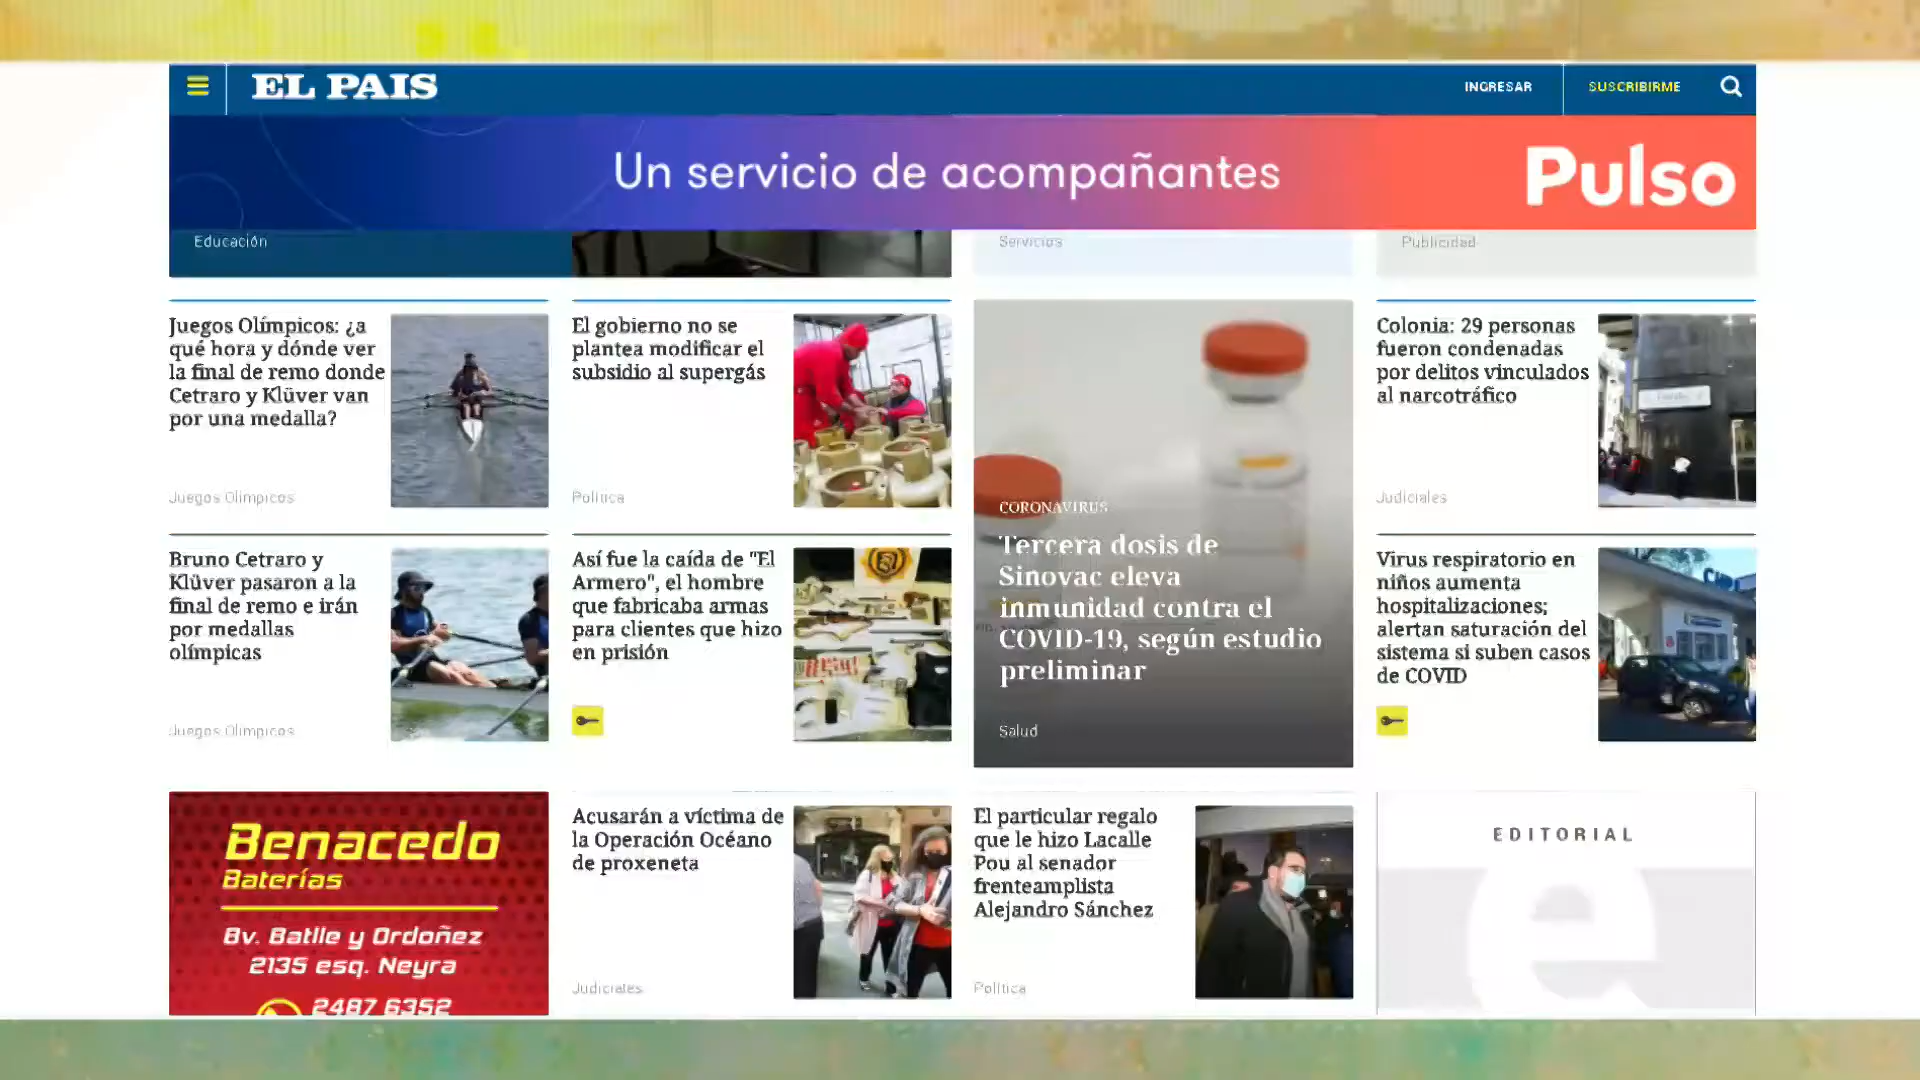 EL PAIS
INGRESAR
SUSCRIBIRME
Un servicio de acompañantes
Pulso
Educación
Servicios
Publicidad
Juegos Olímpicos: ¿a
qué hora y dónde ver
la final de remo donde
Cetraro y Klüver van
por una medalla?
Juegos Olímpicos
El gobierno no se
plantea modificar el
subsidio al supergás
Política
CORONAVIRUS
Tercera dosis de
Sinovac eleva
inmunidad contra el
COVID-19, según estudio
preliminar
Salud
Colonia: 29 personas
fueron condenadas
por delitos vinculados
al narcotráfico
Judiciales
Bruno Cetraro y
Klüver pasaron a la
final de remo e irán
por medallas
olímpicas
Juegos Olímpicos
Así fue la caída de "El
Armero", el hombre
que fabricaba armas
para clientes que hizo
en prisión
Virus respiratorio en
niños aumenta
hospitalizaciones;
alertan saturación del
sistema si suben casos
de COVID
Benacedo
Baterías
Bv. Batlle y Ordoñez
2135 esq. Neyra
2487 6352
Acusarán a víctima de
la Operación Océano
de proxeneta
Judiciales
El particular regalo
que le hizo Lacalle
Pou al senador
frenteamplista
Alejandro Sánchez
Política
EDITORIAL
e